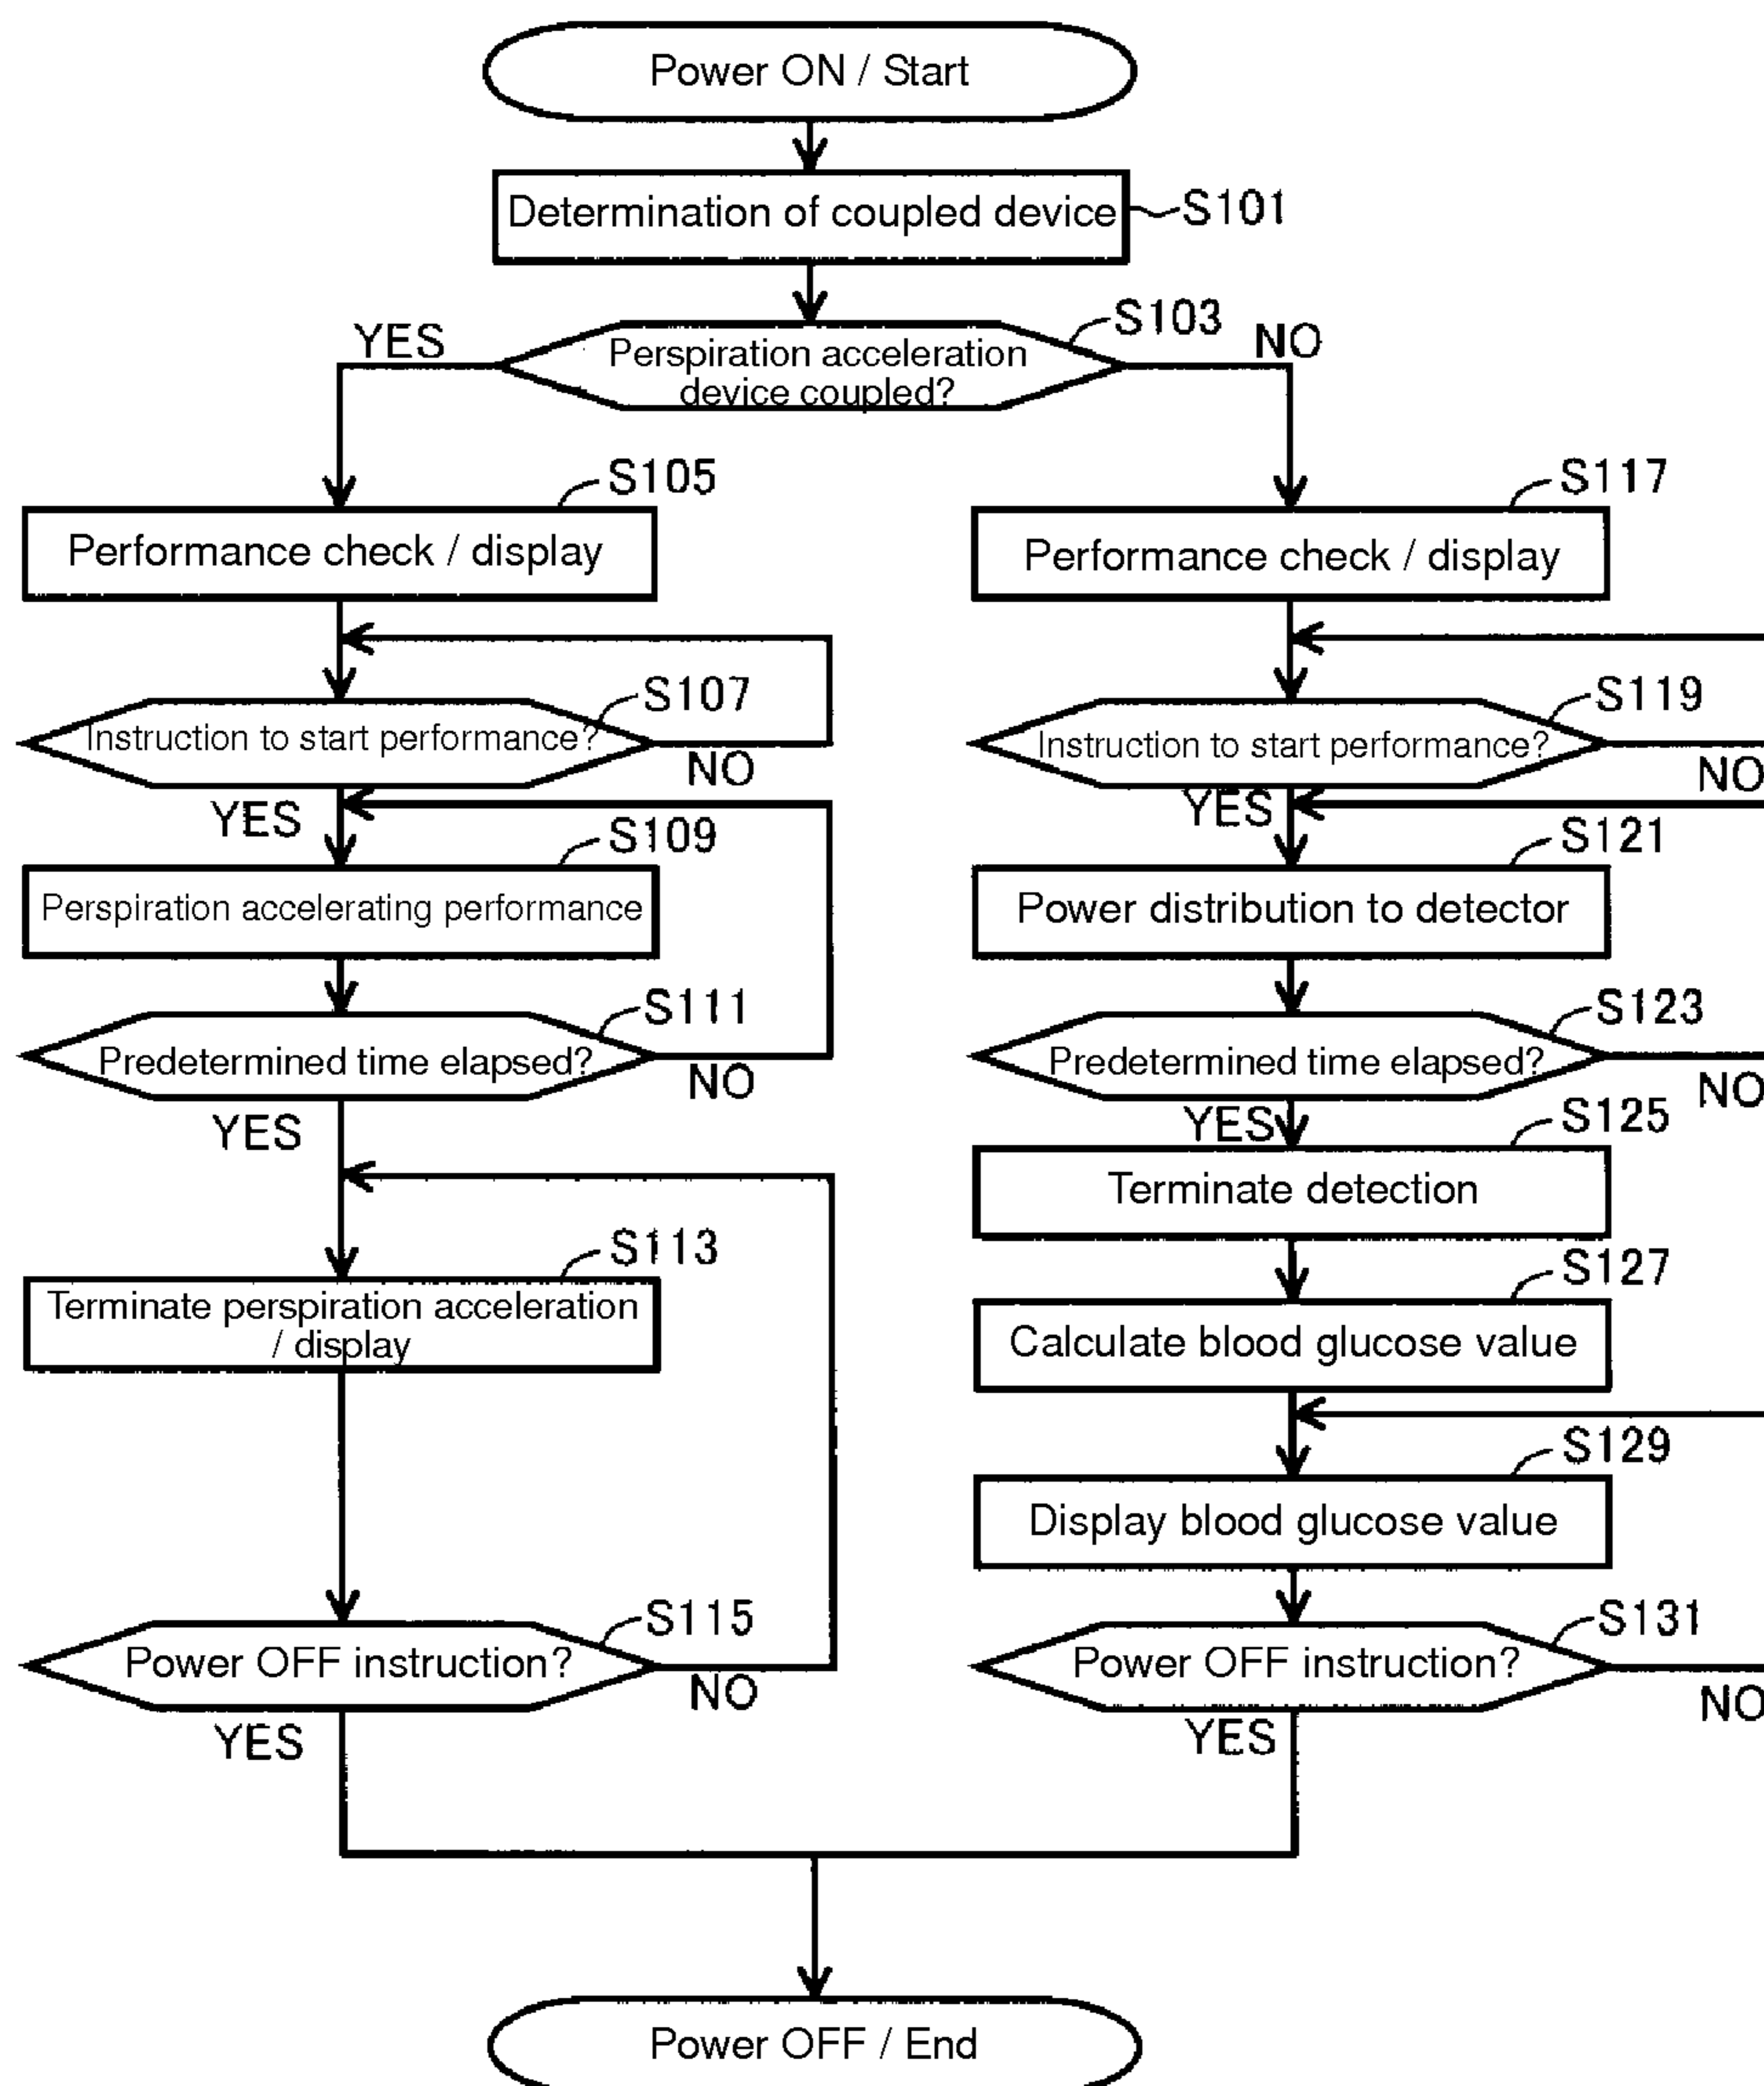 Power ON / Start
Determination of coupled device
S101
S103
YES
NO
Perspiration acceleration
device coupled?
S105
Performance check / display
S107
Instruction to start performance?
NO
YES
S109
Perspiration accelerating performance
S111
Predetermined time elapsed?
NO
YES
S113
Terminate perspiration acceleration
/ display
S115
Power OFF instruction?
NO
YES
S117
Performance check / display
S119
Instruction to start performance?
NO
YES
S121
Power distribution to detector
S123
Predetermined time elapsed?
NO
YES
S125
Terminate detection
S127
Calculate blood glucose value
S129
Display blood glucose value
S131
Power OFF instruction?
NO
YES
Power OFF / End